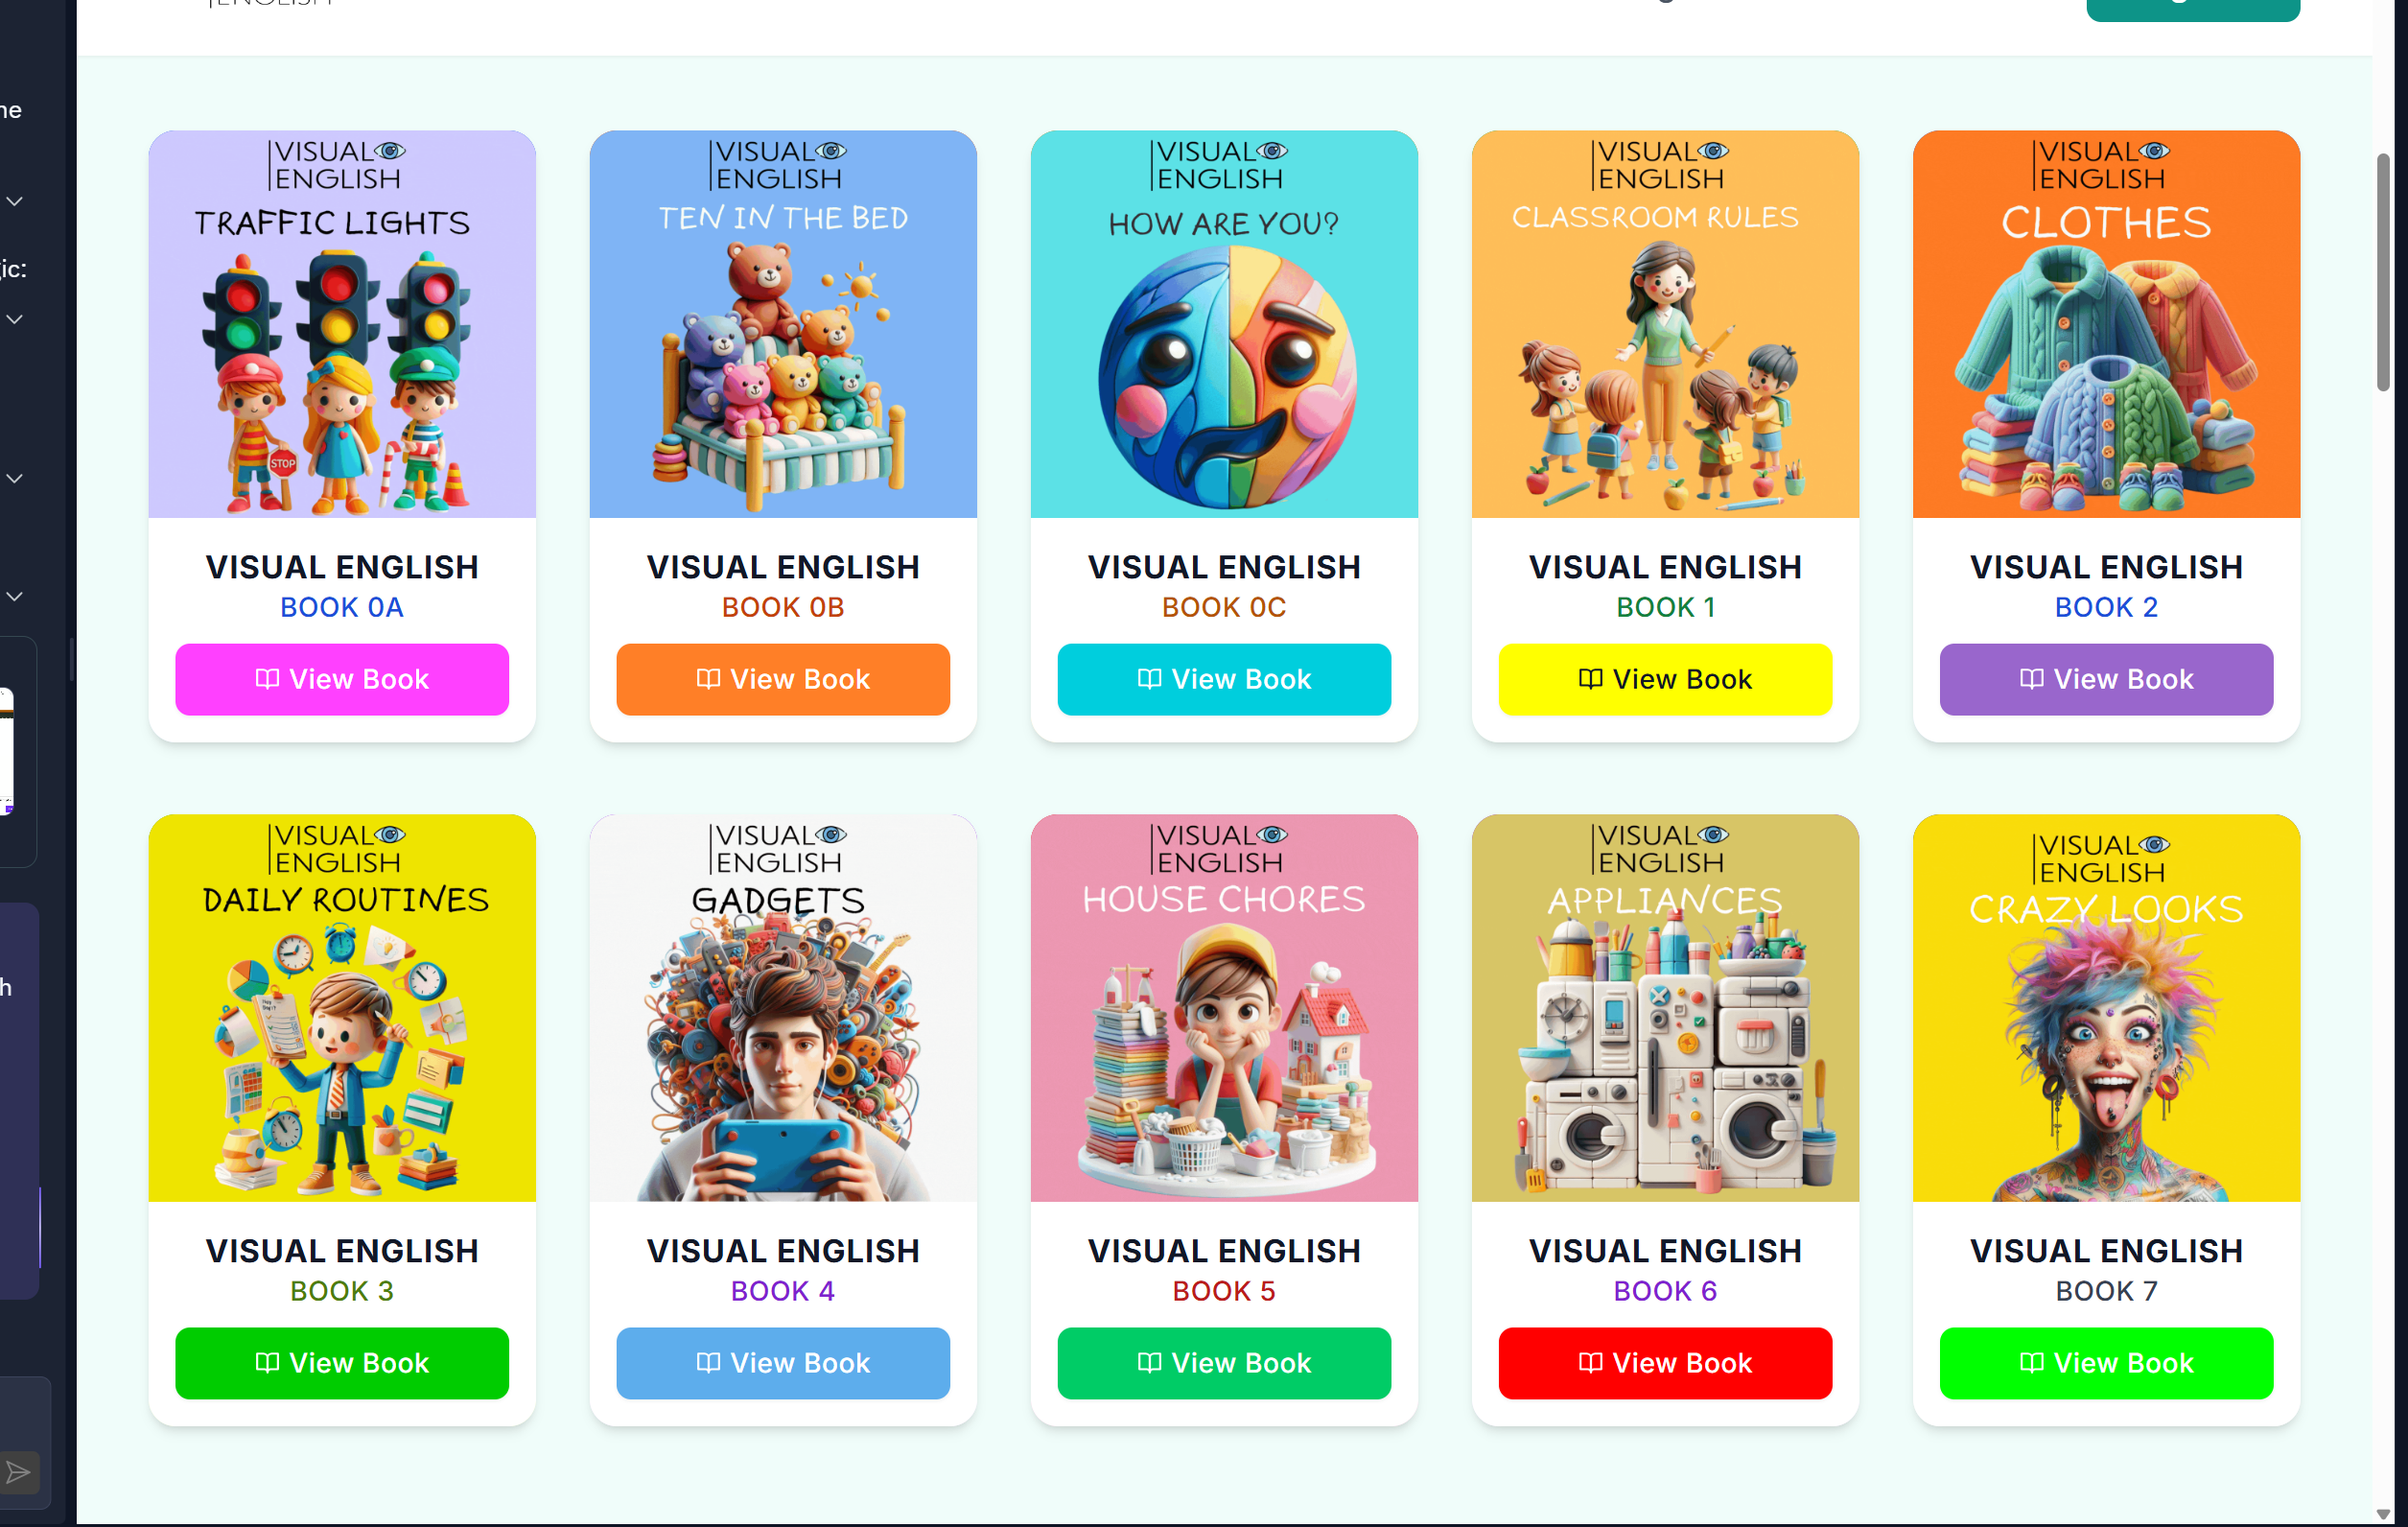 ENGLISH
ne
ic:
h
VISUAL
ENGLISH
TRAFFIC LIGHTS
STOP
VISUAL ENGLISH
BOOK 0A
View Book
VISUAL
ENGLISH
TEN IN THE BED
VISUAL ENGLISH
BOOK 0B
View Book
VISUAL
ENGLISH
HOW ARE YOU?
VISUAL ENGLISH
BOOK 0C
View Book
VISUAL
ENGLISH
CLASSROOM RULES
VISUAL ENGLISH
BOOK 1
View Book
VISUAL
ENGLISH
CLOTHES
VISUAL ENGLISH
BOOK 2
View Book
VISUAL
ENGLISH
DAILY ROUTINES
VISUAL ENGLISH
BOOK 3
View Book
VISUAL
ENGLISH
GADGETS
VISUAL ENGLISH
BOOK 4
View Book
VISUAL
ENGLISH
HOUSE CHORES
VISUAL ENGLISH
BOOK 5
View Book
VISUAL
ENGLISH
APPLIANCES
VISUAL ENGLISH
BOOK 6
View Book
VISUAL
ENGLISH
CRAZY LOOKS
VISUAL ENGLISH
BOOK 7
View Book